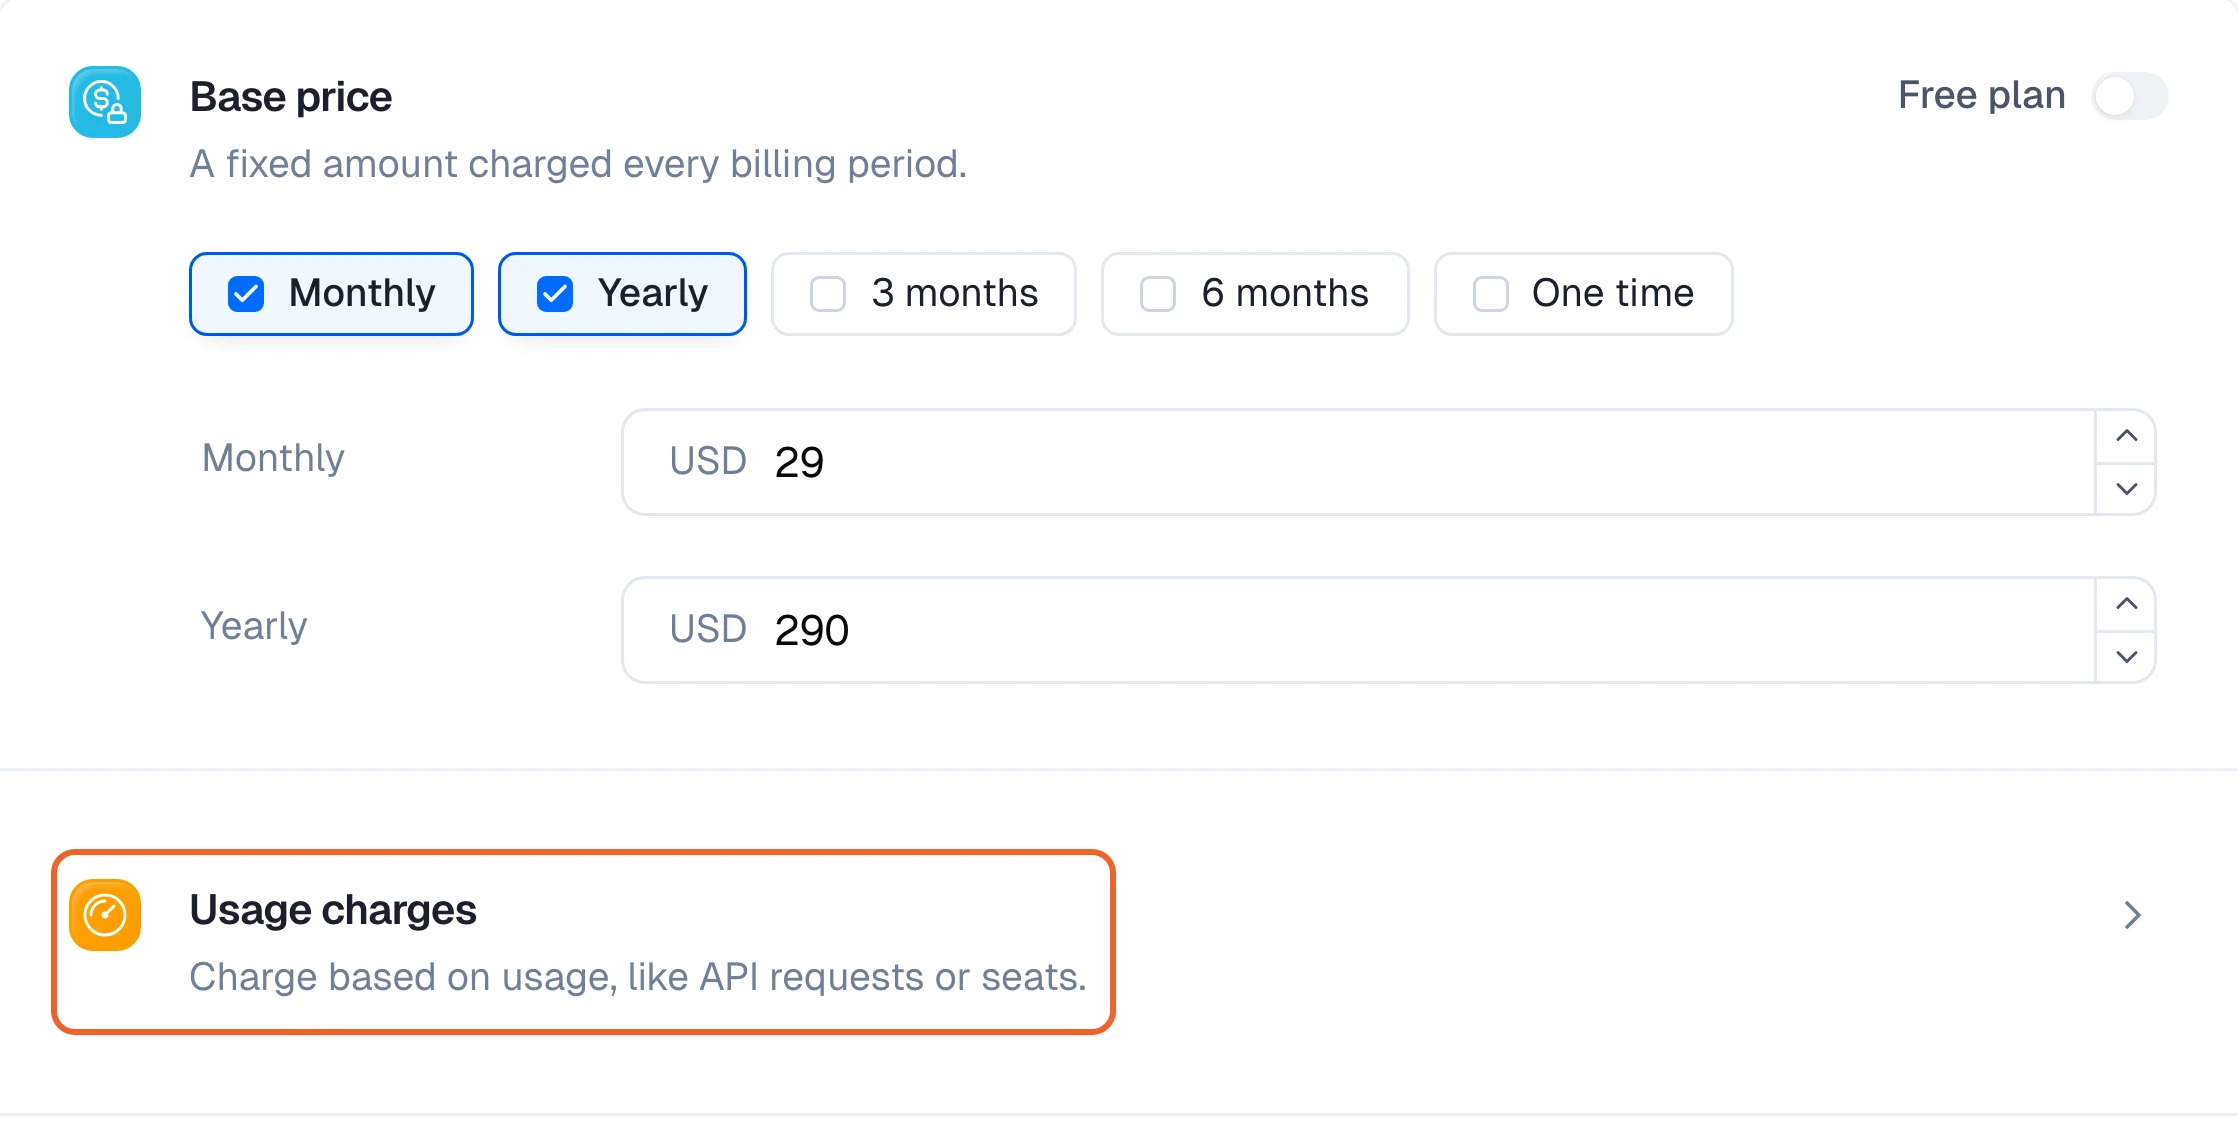 Base price
Free plan
A fixed amount charged every billing period.
Monthly
Yearly
3 months
6 months
One time
Monthly
USD 29
Yearly
USD 290
Usage charges
Charge based on usage, like API requests or seats.